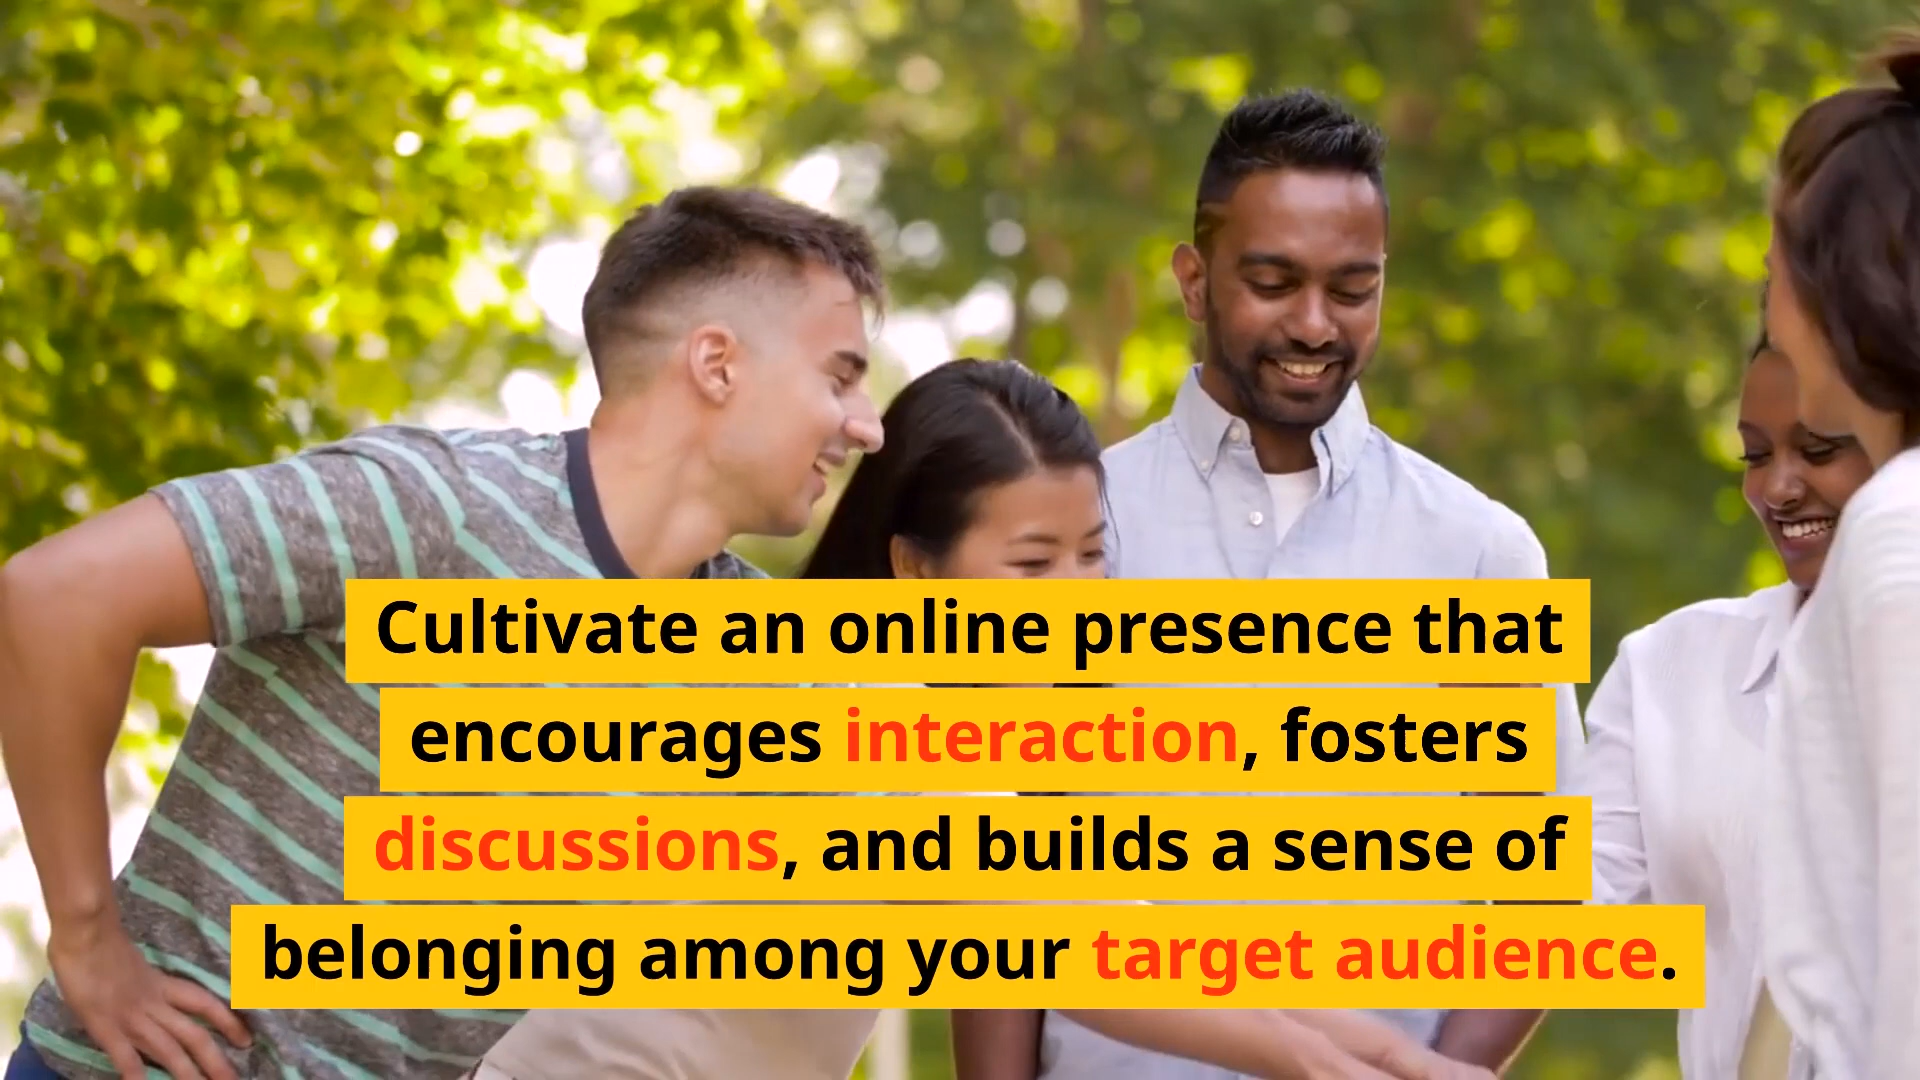 Cultivate an online presence that
encourages interaction, fosters
discussions, and builds a sense of
belonging among your target audience.